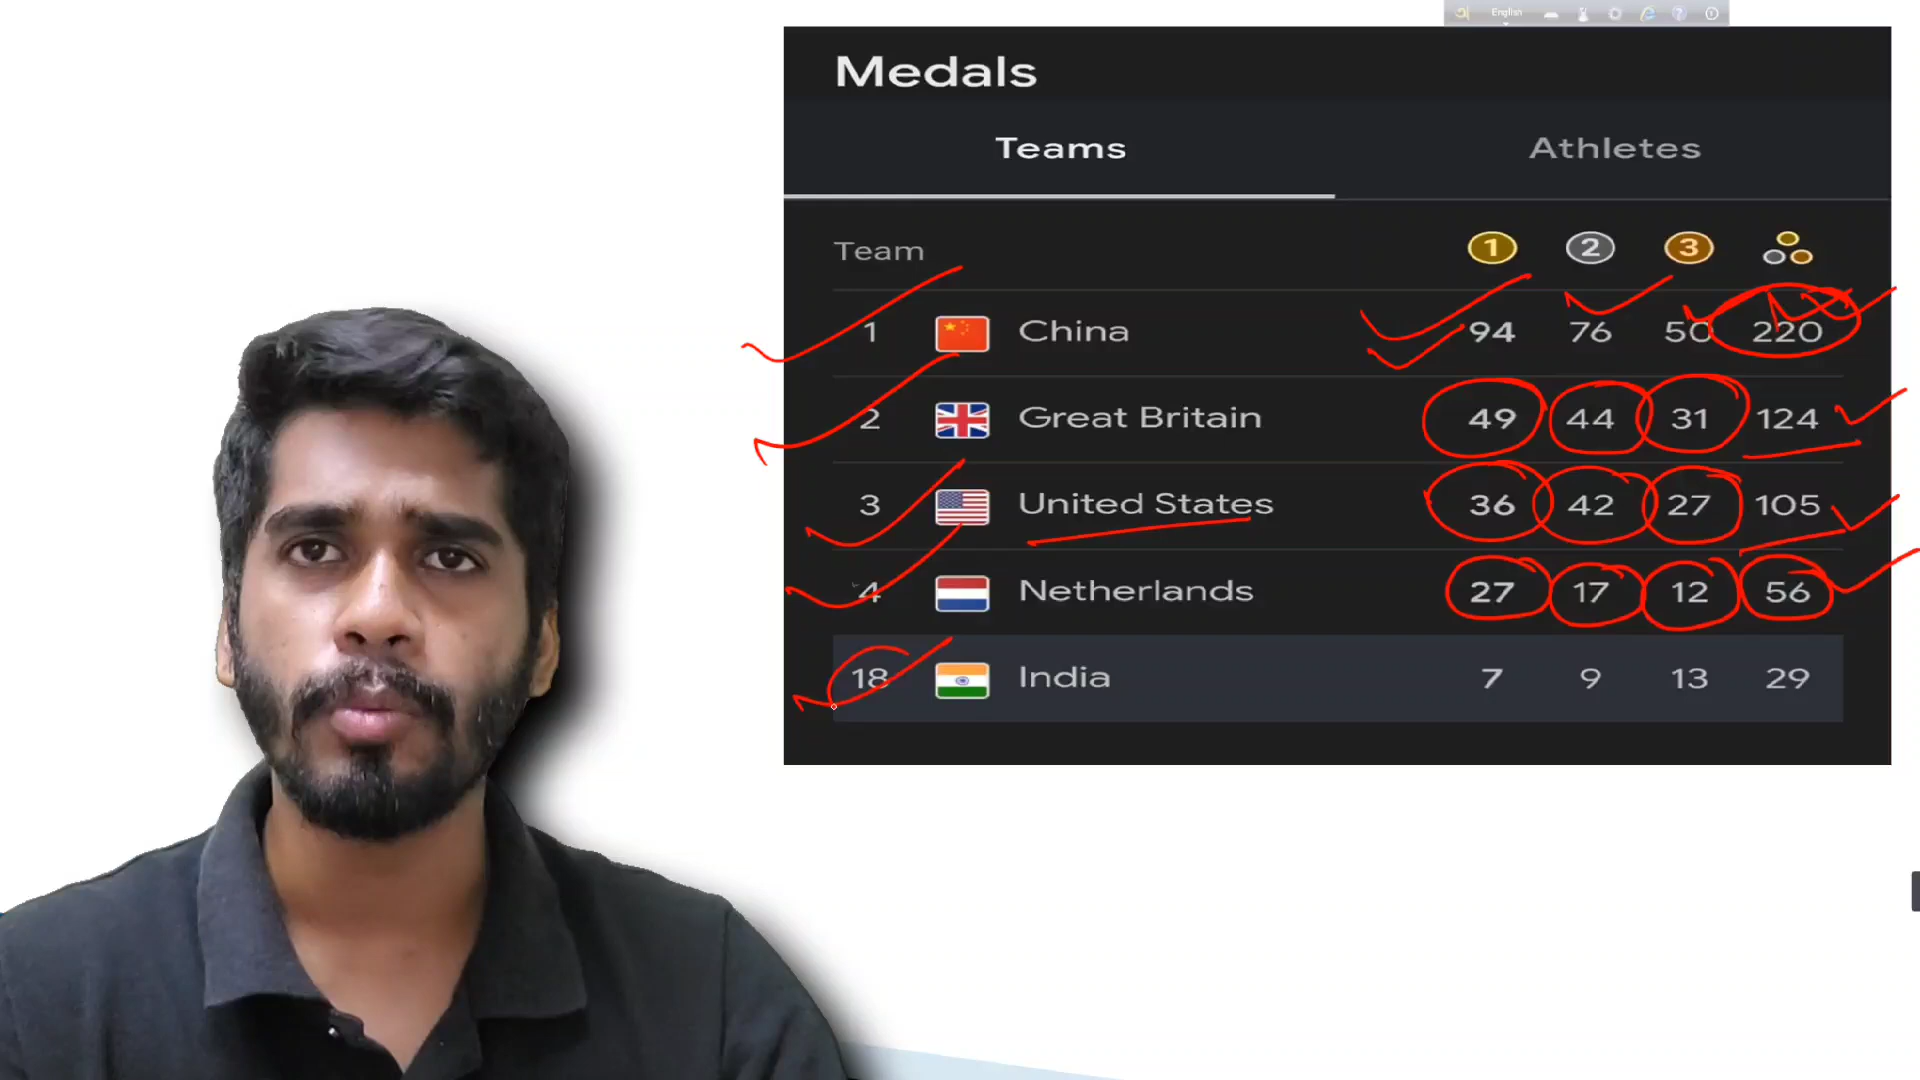 English
Medals
Teams Athletes
Team 1 2 3
1 China 94 76 50 220
2 Great Britain 49 44 31 124
3 United States 36 42 27 105
4 Netherlands 27 17 12 56
18 India 7 9 13 29